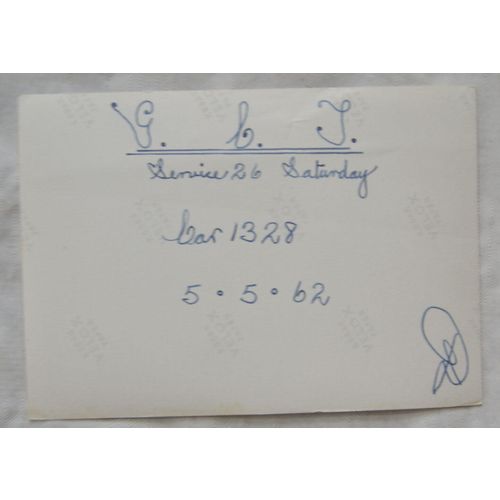 G. C. T.
Service 26 Saturday
Car 1328
5 • 5 • 62